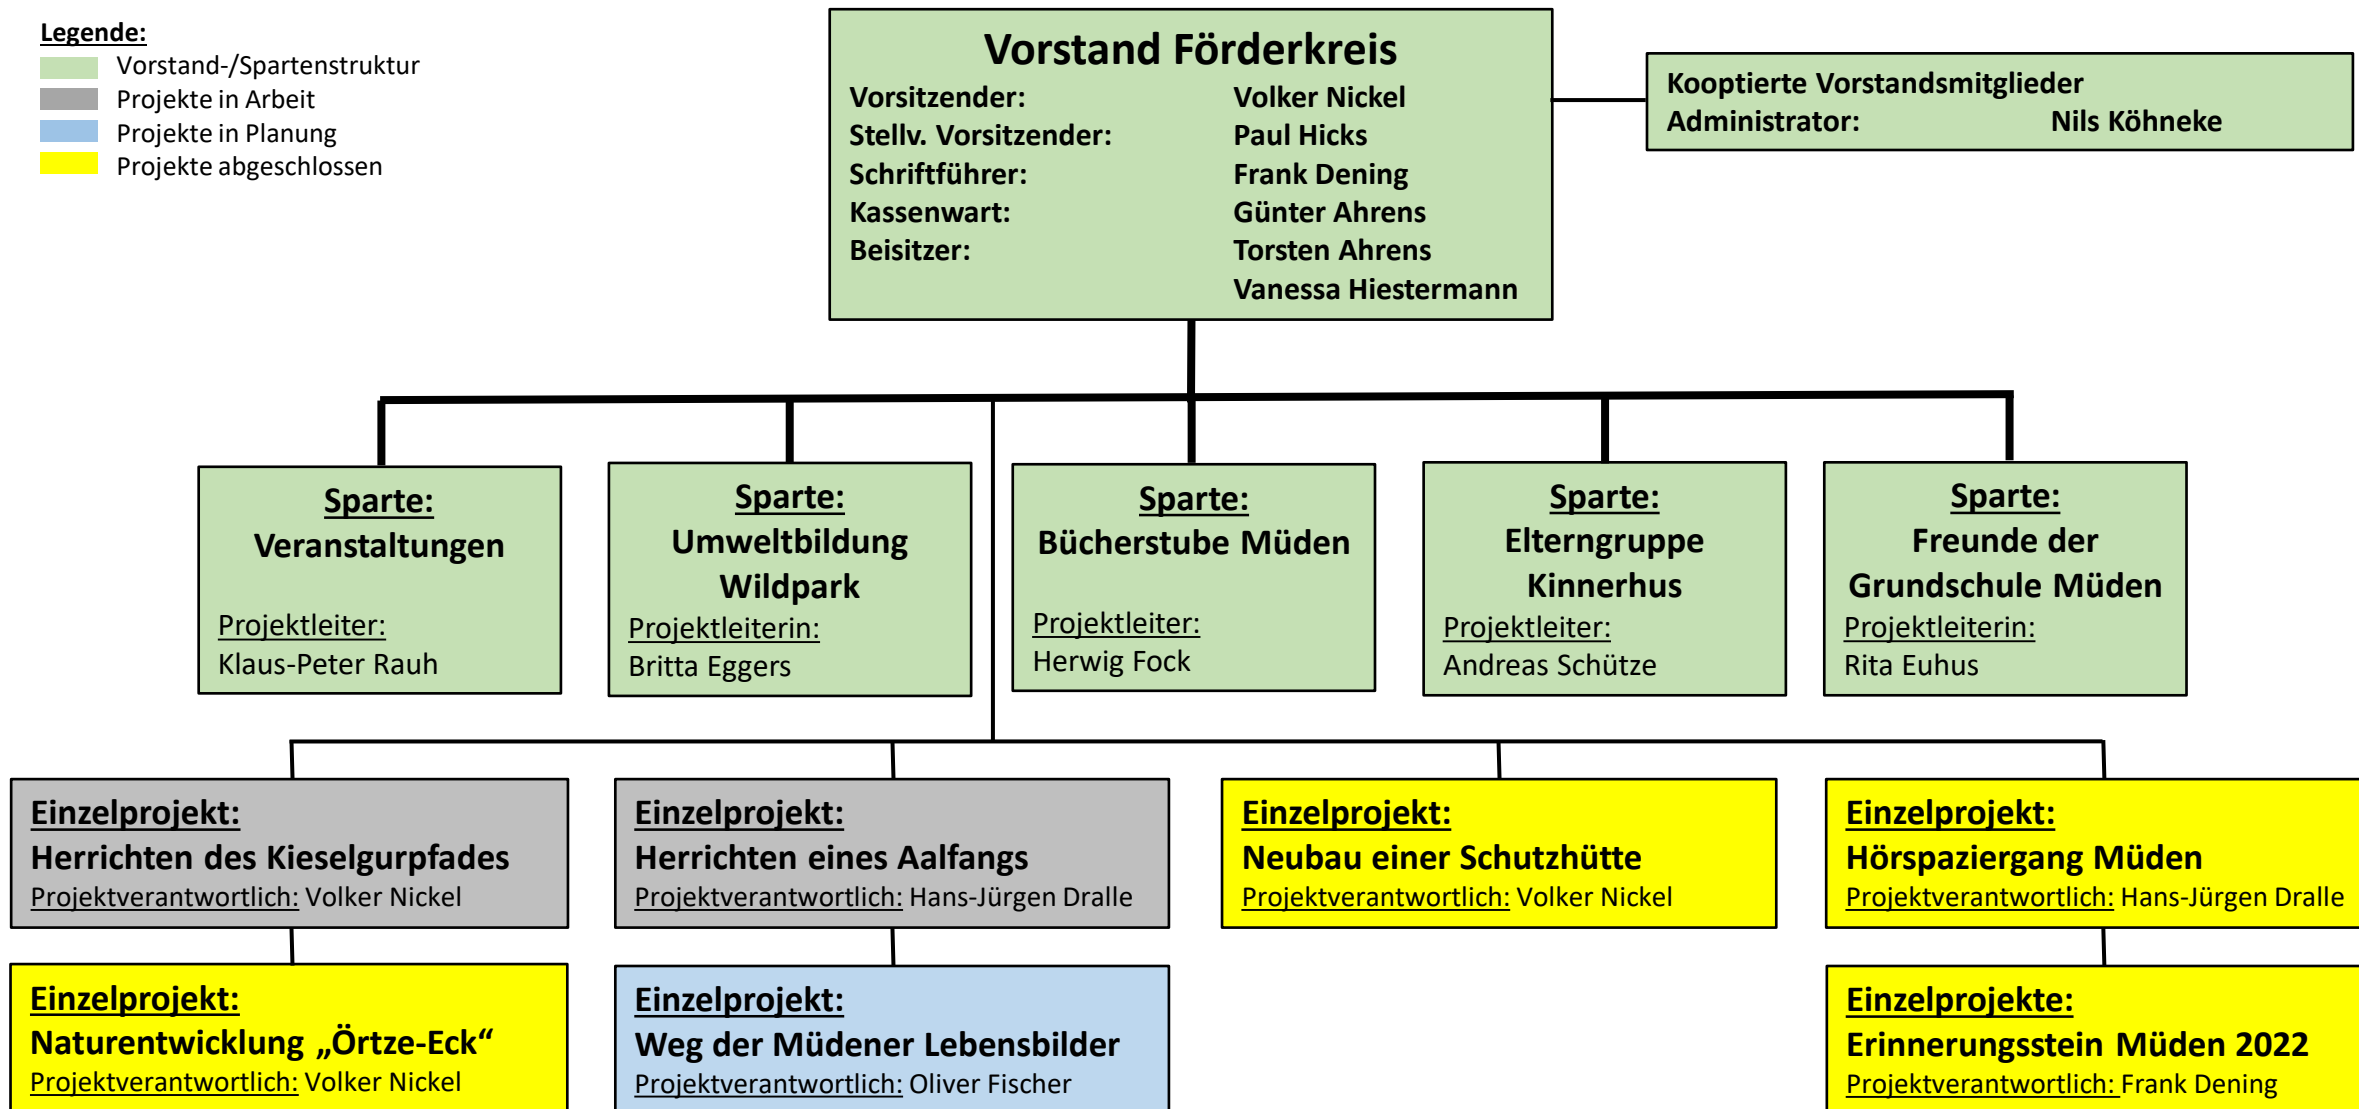 Legende:
Vorstand-/Spartenstruktur
Projekte in Arbeit
Projekte in Planung
Projekte abgeschlossen
Vorstand Förderkreis
Vorsitzender: Volker Nickel
Stellv. Vorsitzender: Paul Hicks
Schriftführer: Frank Dening
Kassenwart: Günter Ahrens
Beisitzer: Torsten Ahrens
Vanessa Hiestermann
Kooptierte Vorstandsmitglieder
Administrator: Nils Köhneke
Sparte:
Veranstaltungen
Projektleiter:
Klaus-Peter Rauh
Sparte:
Umweltbildung
Wildpark
Projektleiterin:
Britta Eggers
Sparte:
Bücherstube Müden
Projektleiter:
Herwig Fock
Sparte:
Elterngruppe
Kinnerhus
Projektleiter:
Andreas Schütze
Sparte:
Freunde der
Grundschule Müden
Projektleiterin:
Rita Euhus
Einzelprojekt:
Herrichten des Kieselgurpfades
Projektverantwortlich: Volker Nickel
Einzelprojekt:
Herrichten eines Aalfangs
Projektverantwortlich: Hans-Jürgen Dralle
Einzelprojekt:
Neubau einer Schutzhütte
Projektverantwortlich: Volker Nickel
Einzelprojekt:
Hörspaziergang Müden
Projektverantwortlich: Hans-Jürgen Dralle
Einzelprojekt:
Naturentwicklung „Örtze-Eck“
Projektverantwortlich: Volker Nickel
Einzelprojekt:
Weg der Müdener Lebensbilder
Projektverantwortlich: Oliver Fischer
Einzelprojekte:
Erinnerungsstein Müden 2022
Projektverantwortlich: Frank Dening